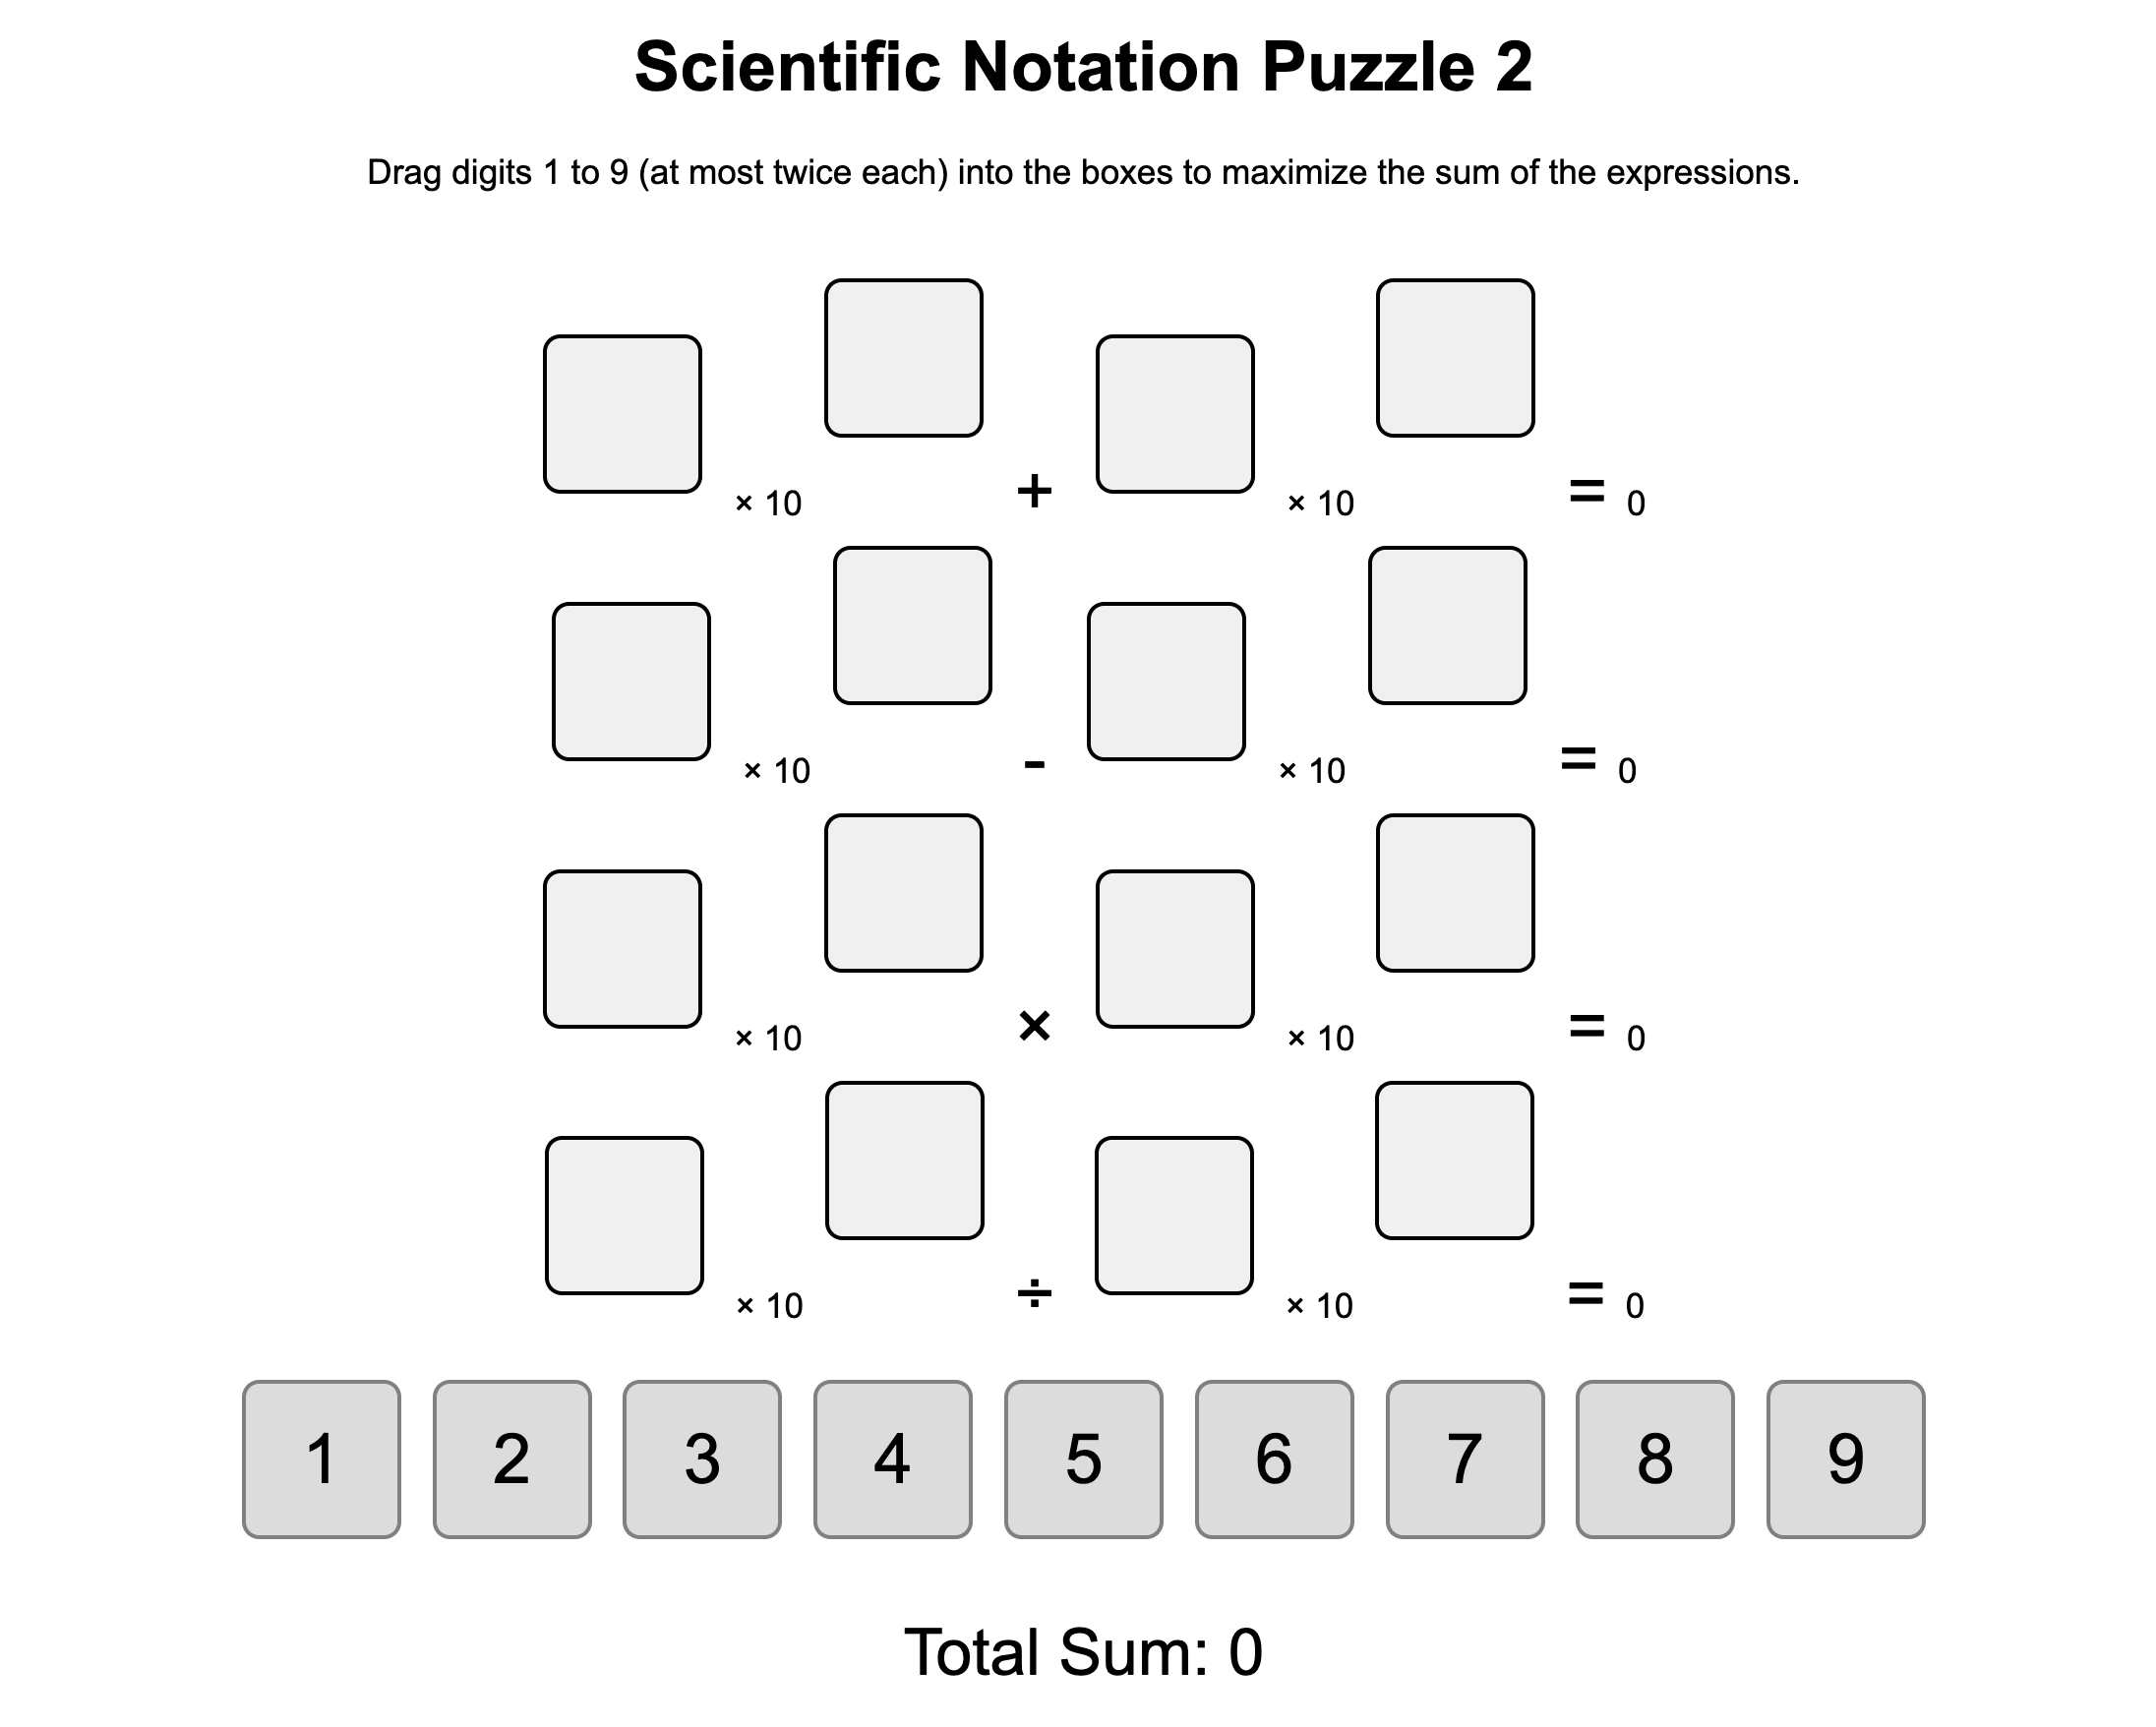 Scientific Notation Puzzle 2
Drag digits 1 to 9 (at most twice each) into the boxes to maximize the sum of the expressions.
× 10 + × 10 = 0
× 10 - × 10 = 0
× 10 × × 10 = 0
× 10 ÷ × 10 = 0
1 2 3 4 5 6 7 8 9
Total Sum: 0